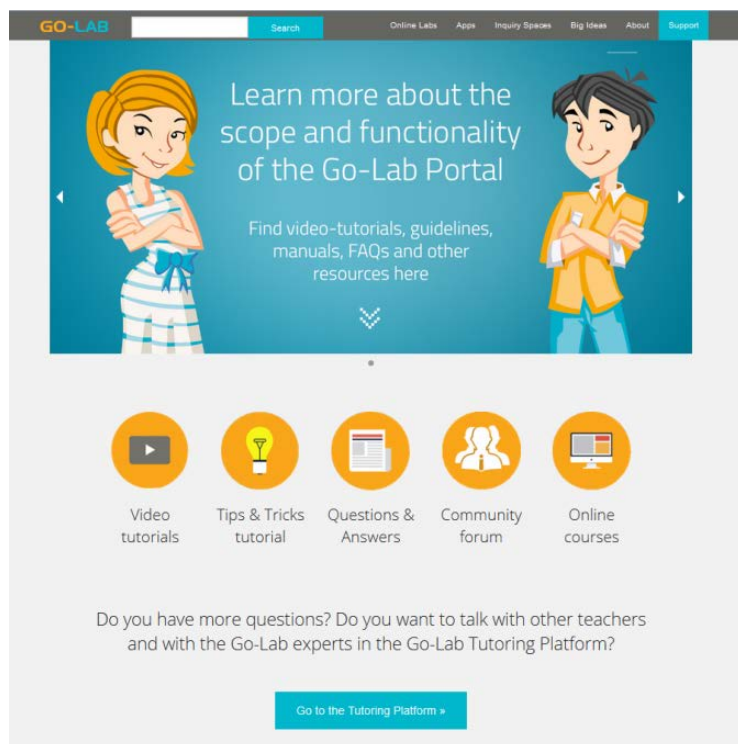 GO-LAB
Search
Online Labs
Apps
Inquiry Spaces
Big Ideas
About
Support
Learn more about the
scope and functionality
of the Go-Lab Portal
Find video-tutorials, guidelines,
manuals, FAQs and other
resources here
Video
tutorials
Tips & Tricks
tutorial
Questions &
Answers
Community
forum
Online
courses
Do you have more questions? Do you want to talk with other teachers
and with the Go-Lab experts in the Go-Lab Tutoring Platform?
Go to the Tutoring Platform »